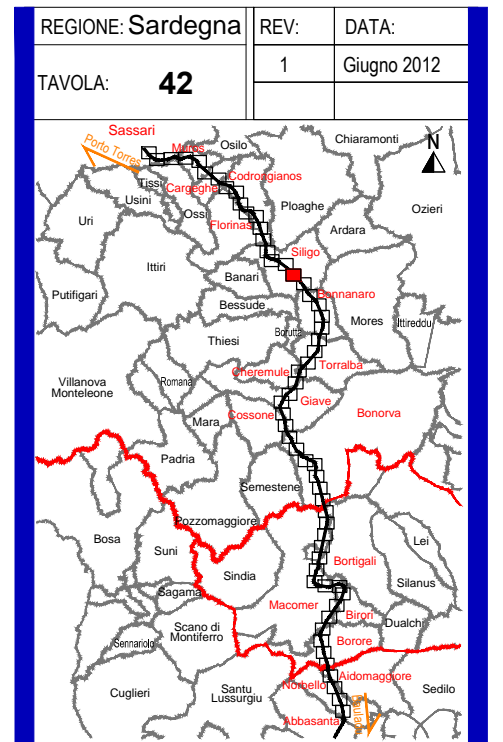 REGIONE: Sardegna
REV:
DATA:
TAVOLA: 42
1
Giugno 2012
Sassari
Porto Torres
Muros
Osilo
Chiaramonti
N
Tissi
Cargeghe
Codrongianos
Usini
Ossi
Ploaghe
Ozieri
Uri
Florinas
Ardara
Siligo
Ittiri
Banari
Putifigari
Bonnanaro
Bessude
Mores
Ittireddu
Borutta
Thiesi
Torralba
Cheremule
Villanova
Monteleone
Romana
Giave
Cossone
Bonorva
Mara
Padria
Semestene
Pozzomaggiore
Bosa
Suni
Lei
Bortigali
Sindia
Silanus
Sagama
Macomer
Birori
Dualchi
Scano di
Montiferro
Borore
Sennariolo
Aidomaggiore
Norbello
Cuglieri
Santu
Lussurgiu
Sedilo
Abbasanta